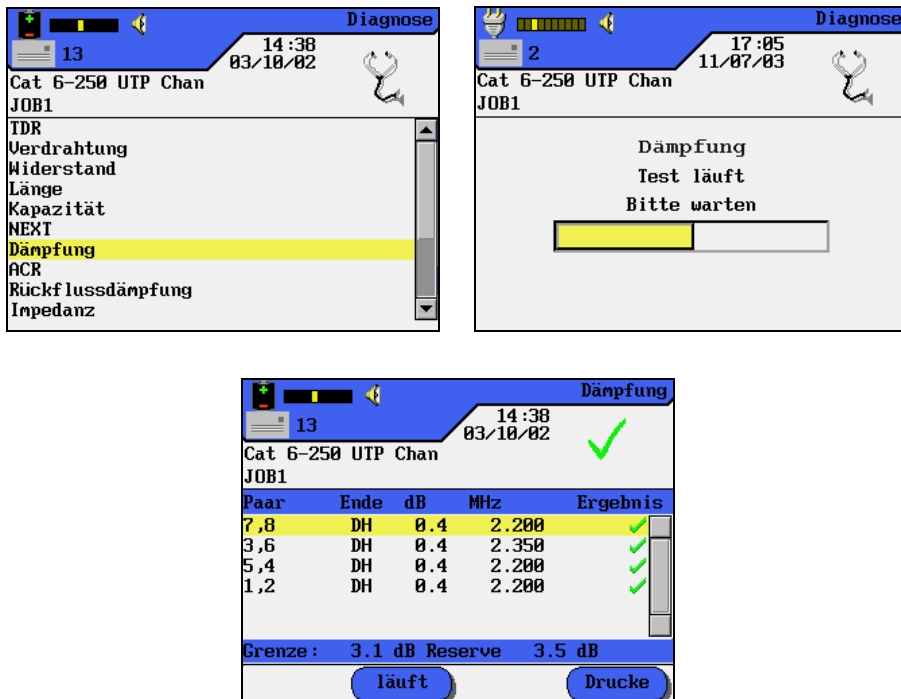 Diagnose
13
14:38
03/10/02
Cat 6-250 UTP Chan
JOB1
TDR
Verdrahtung
Widerstand
Länge
Kapazität
NEXT
Dämpfung
ACR
Rückflussdämpfung
Impedanz
Diagnose
2
17:05
11/07/03
Cat 6-250 UTP Chan
JOB1
Dämpfung
Test läuft
Bitte warten
Dämpfung
13
14:38
03/10/02
Cat 6-250 UTP Chan
JOB1
Paar Ende dB MHz Ergebnis
7,8 DH 0.4 2.200
3,6 DH 0.4 2.350
5,4 DH 0.4 2.200
1,2 DH 0.4 2.200
Grenze: 3.1 dB Reserve 3.5 dB
läuft Drucke